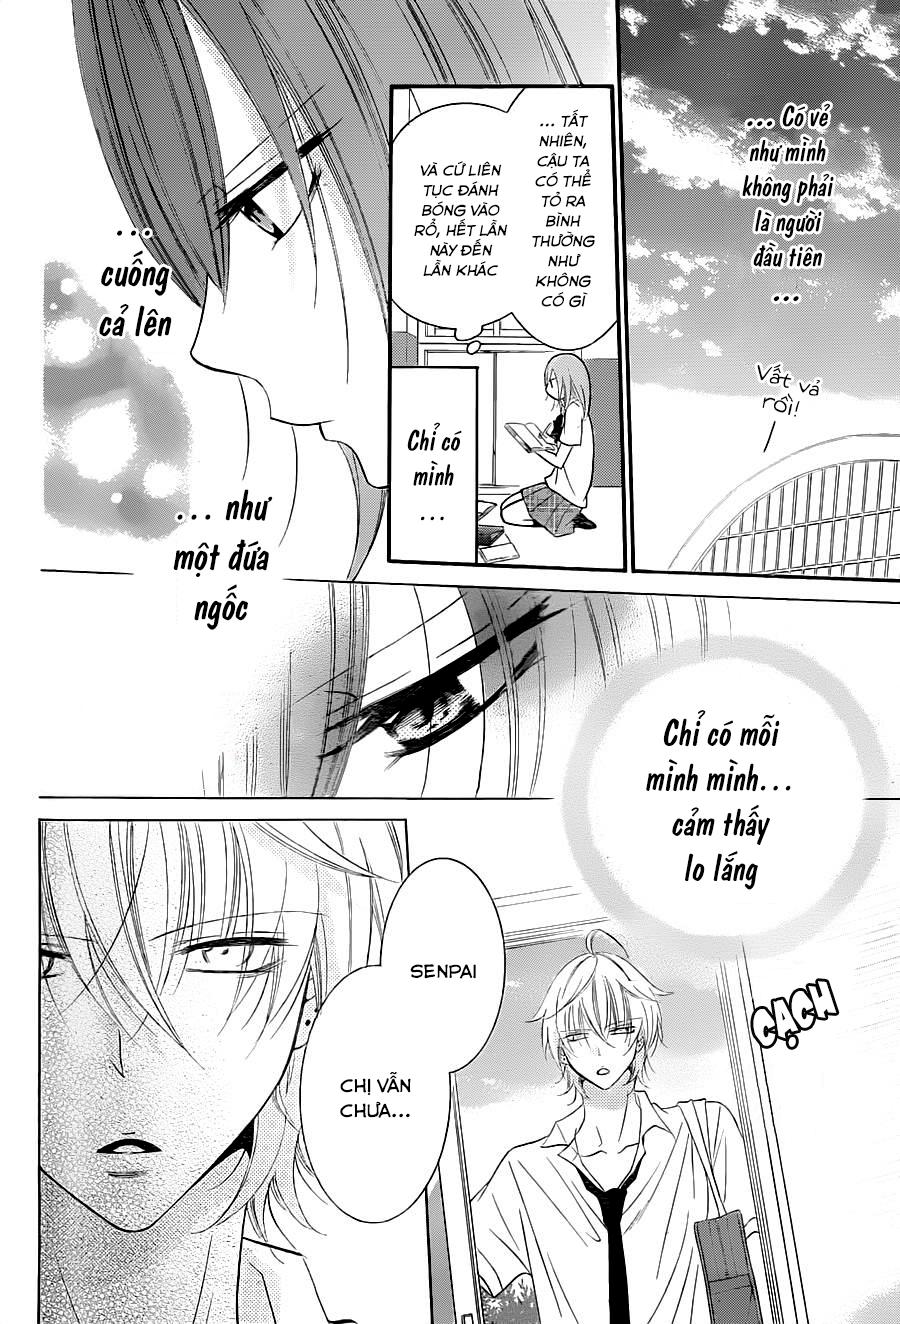 ... Có vẻ
như mình
không phải
là người
đầu tiên
...
Vất vả
rồi!
... TẤT
NHIÊN,
CẬU TA
CÓ THỂ
TỎ RA
BÌNH
THƯỜNG
NHƯ
KHÔNG
CÓ GÌ
VÀ CỨ LIÊN
TỤC ĐÁNH
BÓNG VÀO
RỔ, HẾT LẦN
NÀY ĐẾN
LẦN KHÁC
Chỉ có
mình
...
...
cuống
cả lên
... như
một đứa
ngốc
Chỉ có mỗi
mình mình...
cảm thấy
lo lắng
CẠCH
SENPAI
CHỊ VẪN
CHƯA...